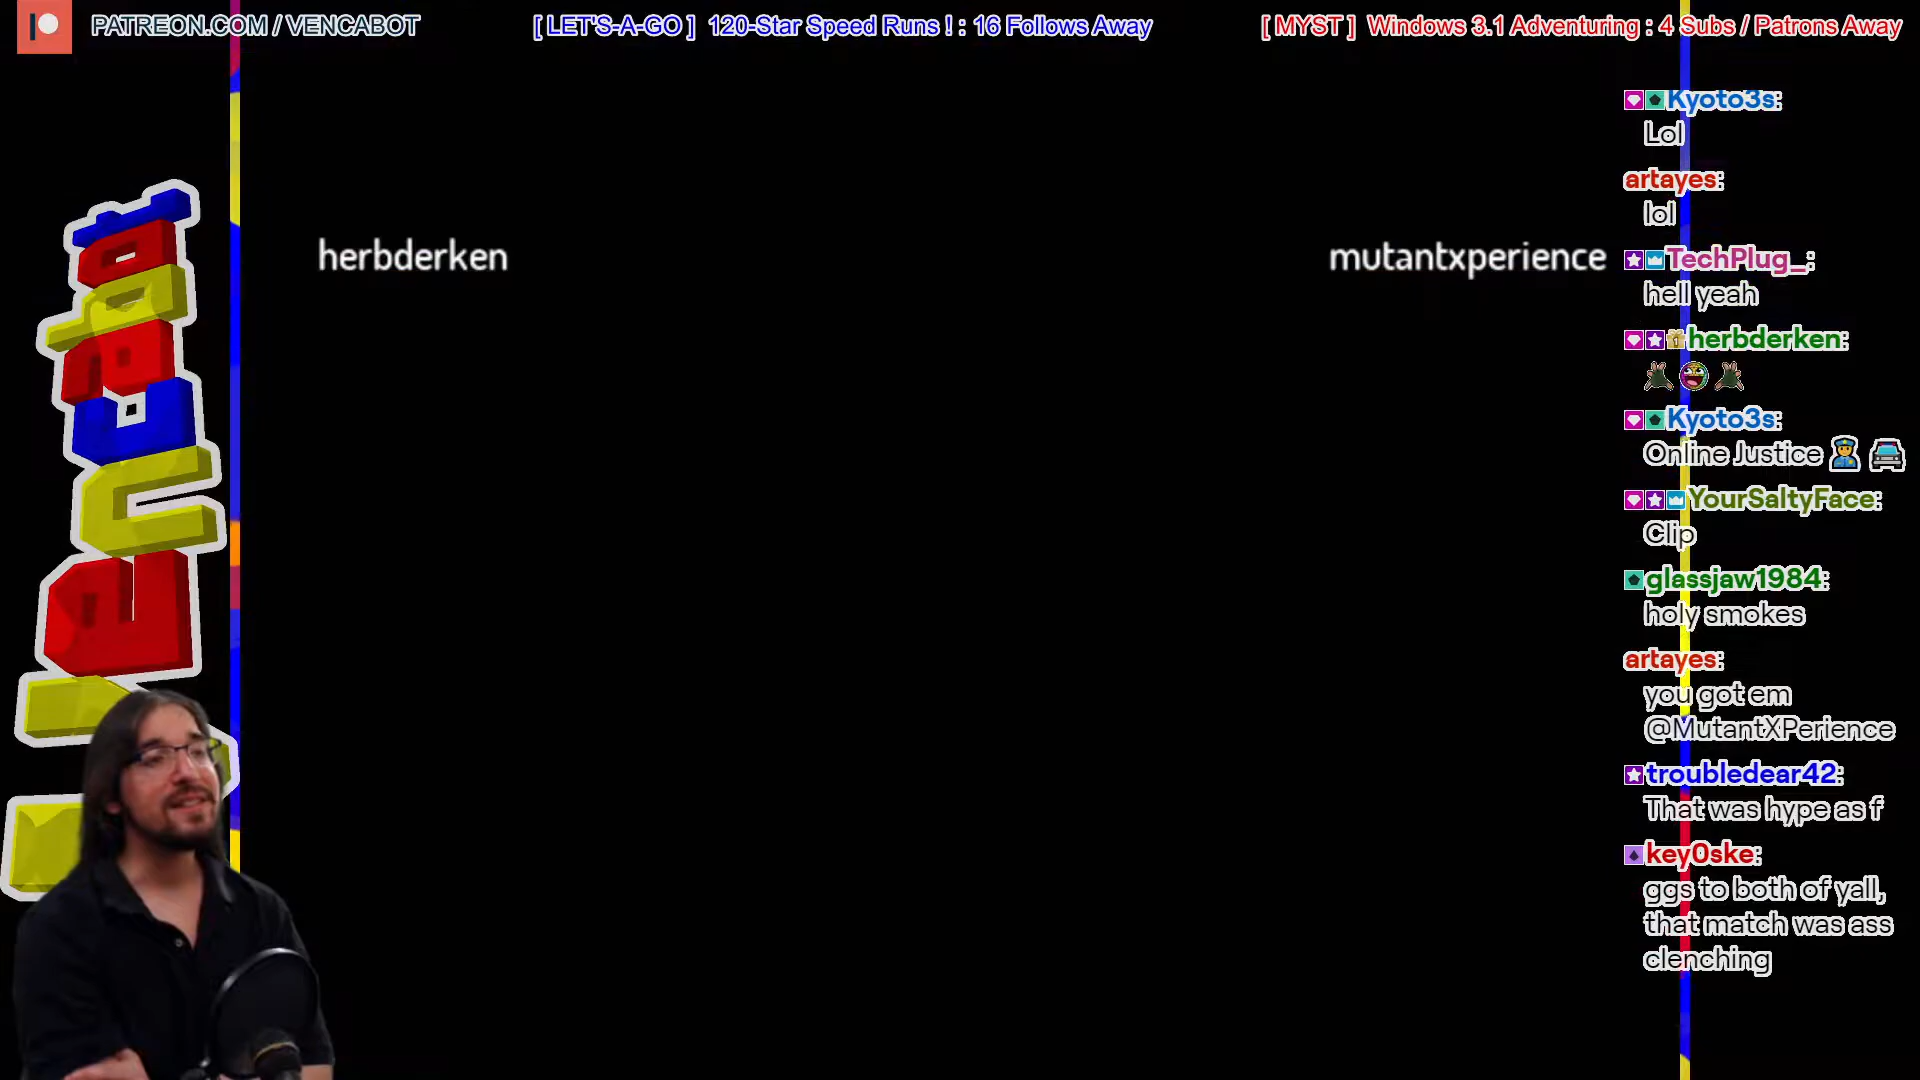 PATREON.COM / VENCABOT
[ LET'S-A-GO ] 120-Star Speed Runs ! : 16 Follows Away
[ MYST ] Windows 3.1 Adventuring : 4 Subs / Patrons Away
herbderken
mutantxperience
Kyoto3s:
Lol
artayes:
lol
TechPlug_:
hell yeah
herbderken:
Kyoto3s:
Online Justice
YourSaltyFace:
Clip
glassjaw1984:
holy smokes
artayes:
you got em
@MutantXPerience
troubledear42:
That was hype as f
key0ske:
ggs to both of yall,
that match was ass
clenching